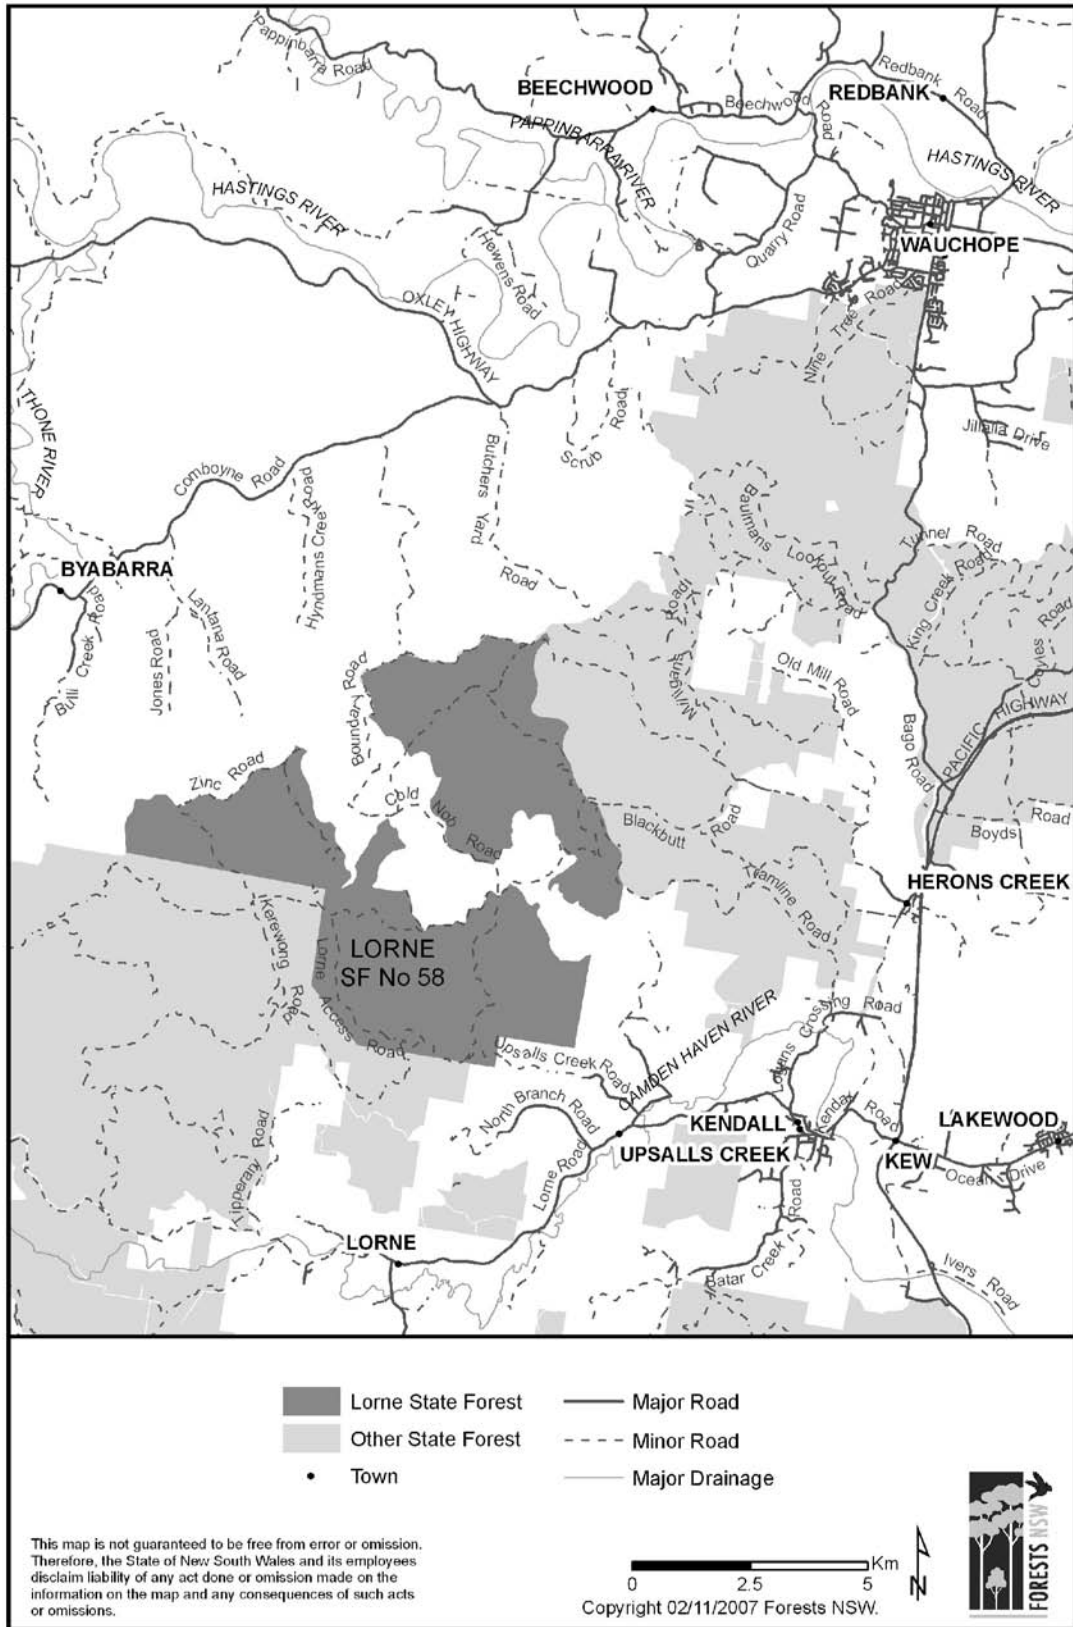 Pappinbarra Road
BEECHWOOD
Beechwood Road
REDBANK
Redbank Road
PAPPINBARRA RIVER
HASTINGS RIVER
HASTINGS RIVER
Quarry Road
WAUCHOPE
Hewens Road
OXLEY HIGHWAY
Nine Tree Road
THONE RIVER
Scrub Road
Jillalla Drive
Comboyne Road
Butchers Yard Road
Hyndmans Creek Road
Banimans Lookout Road
Tunnel Road
BYABARRA
King Creek Road
Coyles Road
Bulli Creek Road
Jones Road
Lantana Road
Milligans Road
Old Mill Road
Boundary Road
Bago Road
PACIFIC HIGHWAY
Zinc Road
Cold Nob Road
Blackbutt Road
Boyds Road
Tramline Road
HERONS CREEK
Kerewong Road
LORNE
SF No 58
Lorne Access Road
Upsalls Creek Road
CAMDEN HAVEN RIVER
Logans Crossing Road
North Branch Road
KENDALL
Kendall Road
LAKEWOOD
UPSALLS CREEK
KEW
Ocean Drive
Tipperary Road
Lorne Road
LORNE
Batar Creek Road
Ivers Road
Lorne State Forest
Major Road
Other State Forest
Minor Road
Town
Major Drainage
This map is not guaranteed to be free from error or omission.
Therefore, the State of New South Wales and its employees
disclaim liability of any act done or omission made on the
information on the map and any consequences of such acts
or omissions.
Km
0 2.5 5
N
Copyright 02/11/2007 Forests NSW.
FORESTS NSW